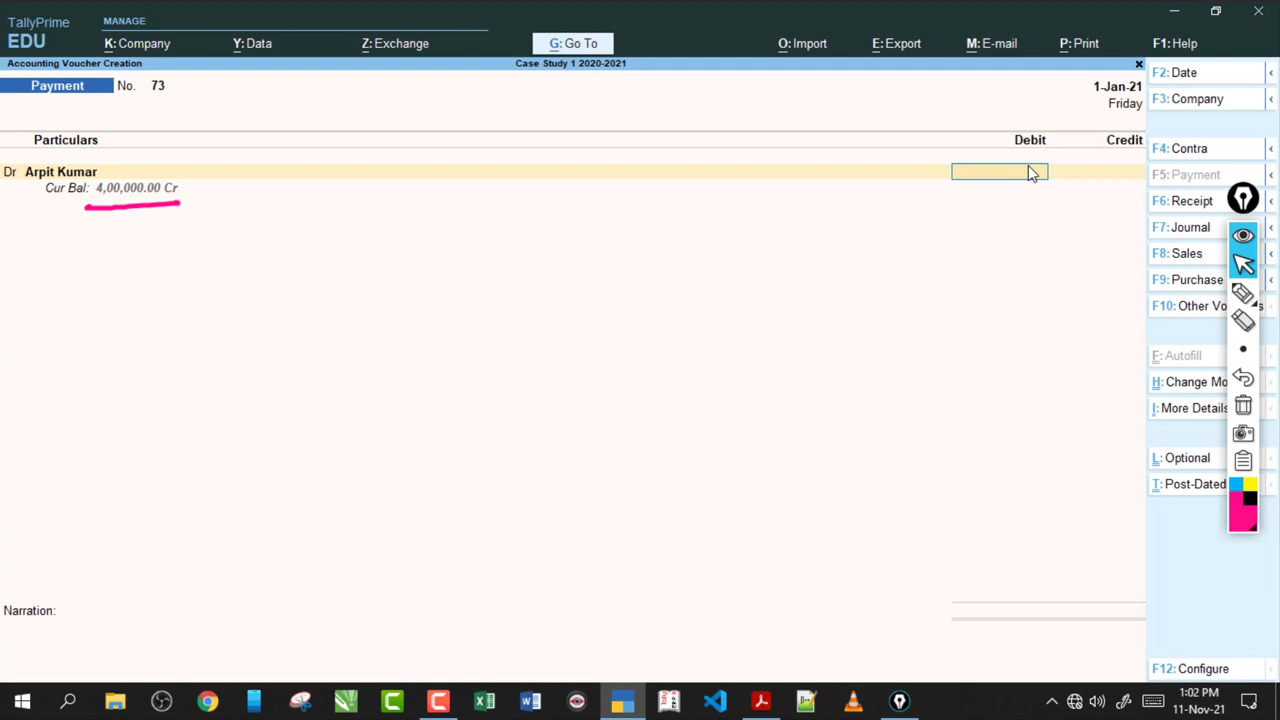 TallyPrime
EDU
MANAGE
K: Company
Y: Data
Z: Exchange
G: Go To
O: Import
E: Export
M: E-mail
P: Print
F1: Help
Accounting Voucher Creation
Case Study 1 2020-2021
Payment No. 73
1-Jan-21
Friday
Particulars Debit Credit
Dr Arpit Kumar
Cur Bal: 4,00,000.00 Cr
Narration:
F2: Date
F3: Company
F4: Contra
F5: Payment
F6: Receipt
F7: Journal
F8: Sales
F9: Purchase
F10: Other Vo
s
F: Autofill
H: Change Mo
I: More Details
L: Optional
T: Post-Dated
F12: Configure
1:02 PM
11-Nov-21